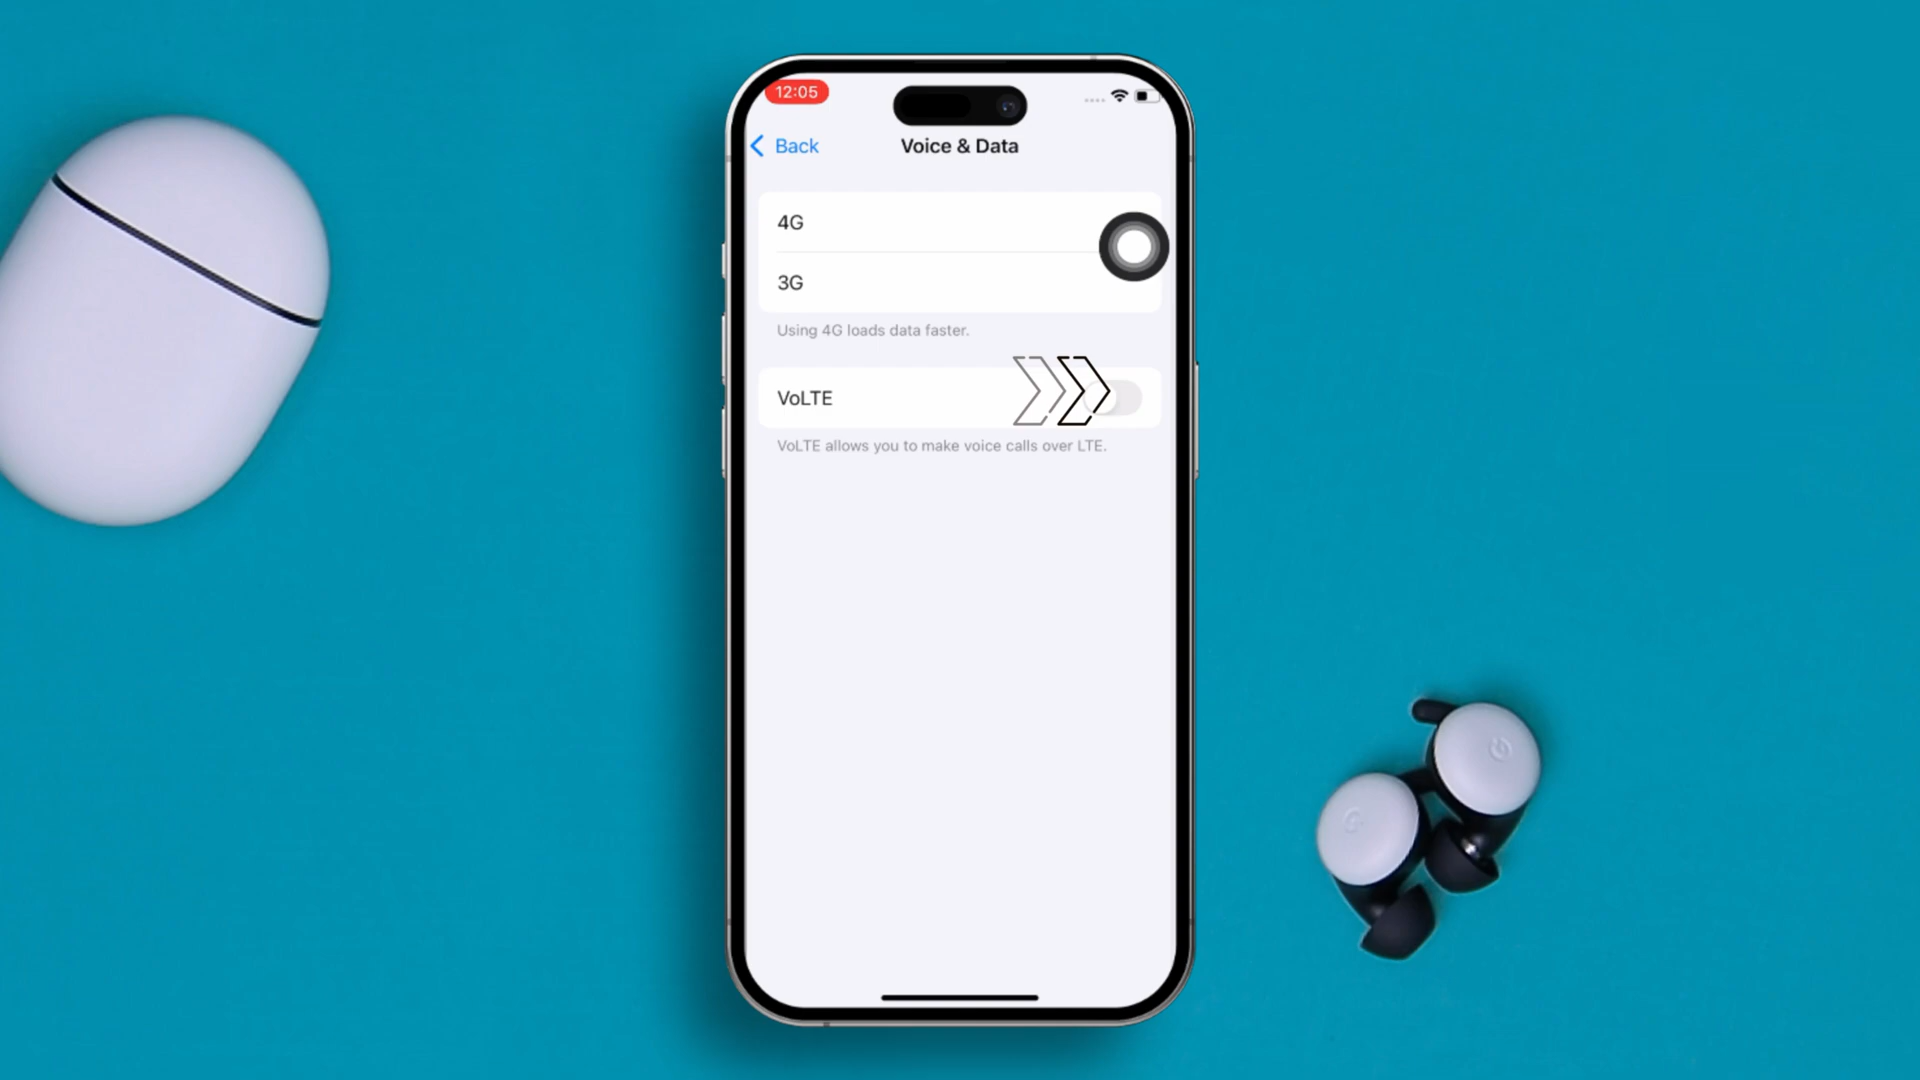 12:05
Back
Voice & Data
4G
3G
Using 4G loads data faster.
VoLTE
VoLTE allows you to make voice calls over LTE.